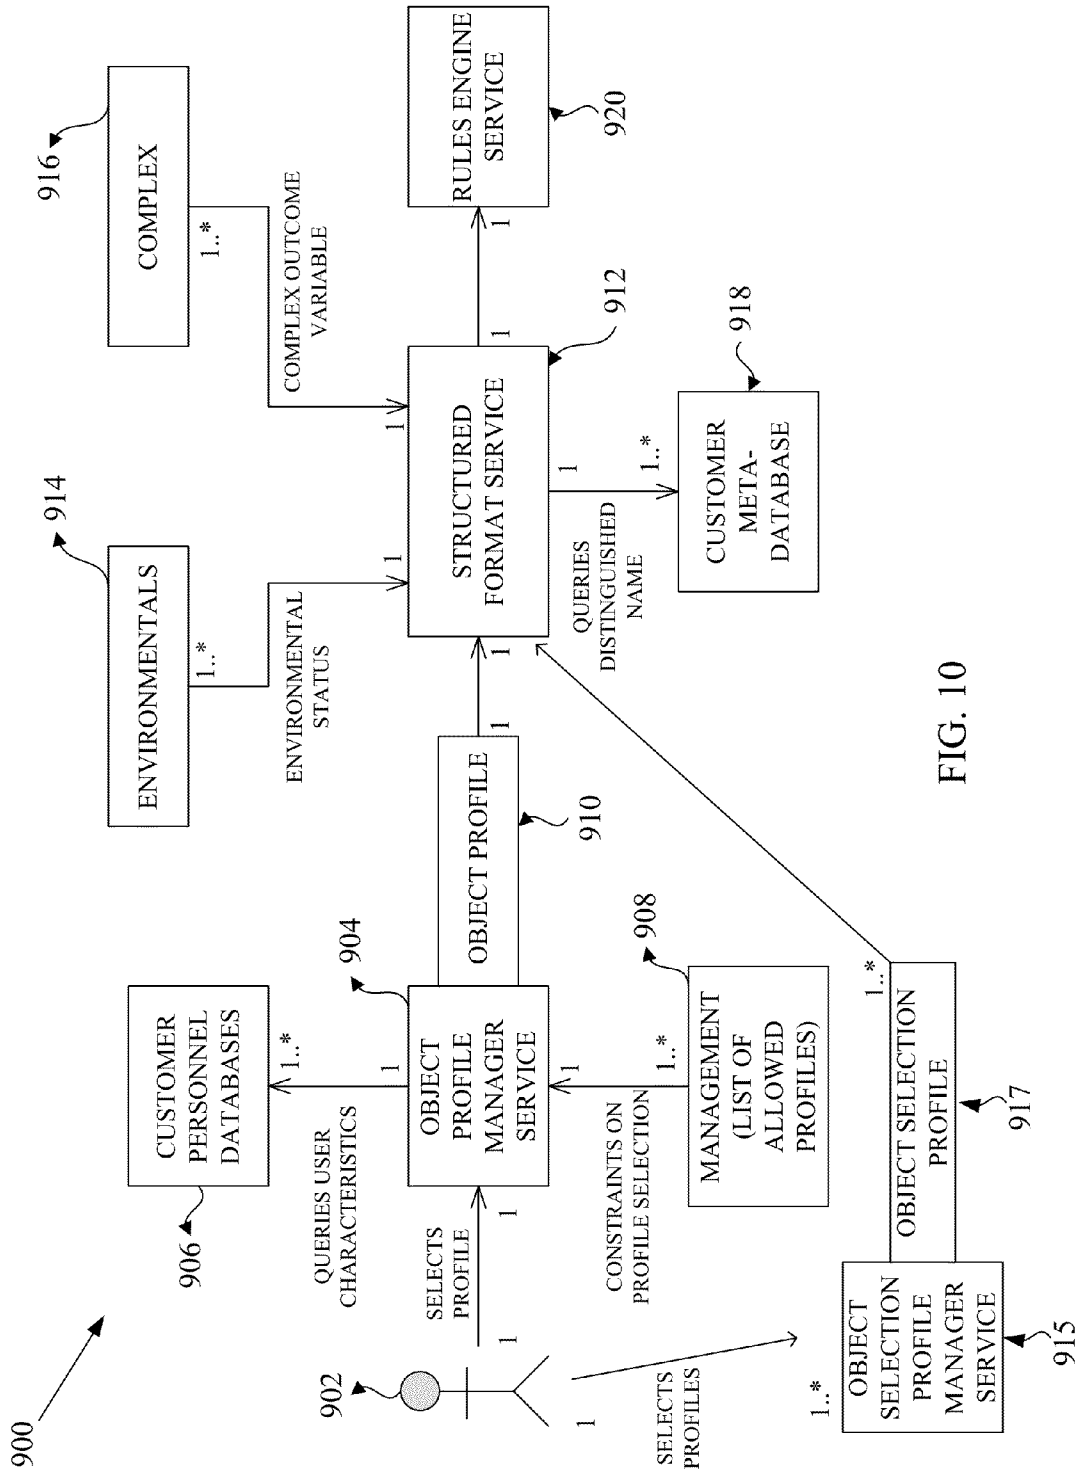 900
902
SELECTS
PROFILE
1
1
QUERIES USER
CHARACTERISTICS
1
1..*
CUSTOMER
PERSONNEL
DATABASES
906
OBJECT
PROFILE
MANAGER
SERVICE
904
CONSTRAINTS ON
PROFILE SELECTION
1
1..*
MANAGEMENT
(LIST OF
ALLOWED
PROFILES)
908
OBJECT PROFILE
910
1
1
ENVIRONMENTALS
914
1..*
ENVIRONMENTAL
STATUS
1
COMPLEX
916
1..*
COMPLEX OUTCOME
VARIABLE
1
STRUCTURED
FORMAT SERVICE
912
1
1
RULES ENGINE
SERVICE
920
QUERIES
DISTINGUISHED
NAME
1
1..*
CUSTOMER
META-
DATABASE
918
1
SELECTS
PROFILES
1..*
OBJECT
SELECTION
PROFILE
MANAGER
SERVICE
915
OBJECT SELECTION
PROFILE
917
1..*
FIG. 10